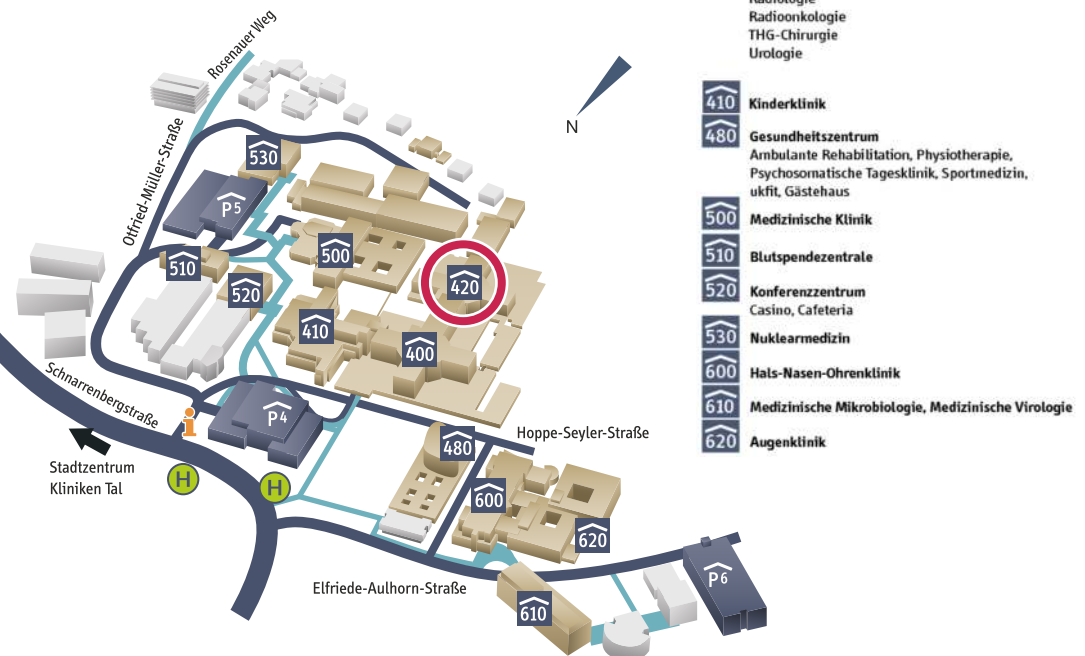 Radiologie
Radioonkologie
THG-Chirurgie
Urologie
410 Kinderklinik
480 Gesundheitszentrum
Ambulante Rehabilitation, Physiotherapie,
Psychosomatische Tagesklinik, Sportmedizin,
ukfit, Gästehaus
500 Medizinische Klinik
510 Blutspendezentrale
520 Konferenzzentrum
Casino, Cafeteria
530 Nuklearmedizin
600 Hals-Nasen-Ohrenklinik
610 Medizinische Mikrobiologie, Medizinische Virologie
620 Augenklinik
Rosenauer Weg
N
Otfried-Müller-Straße
530
P5
500
510
420
520
410
400
Schnarrenbergstraße
i
P4
Hoppe-Seyler-Straße
480
Stadtzentrum
Kliniken Tal
H
H
600
620
P6
Elfriede-Aulhorn-Straße
610